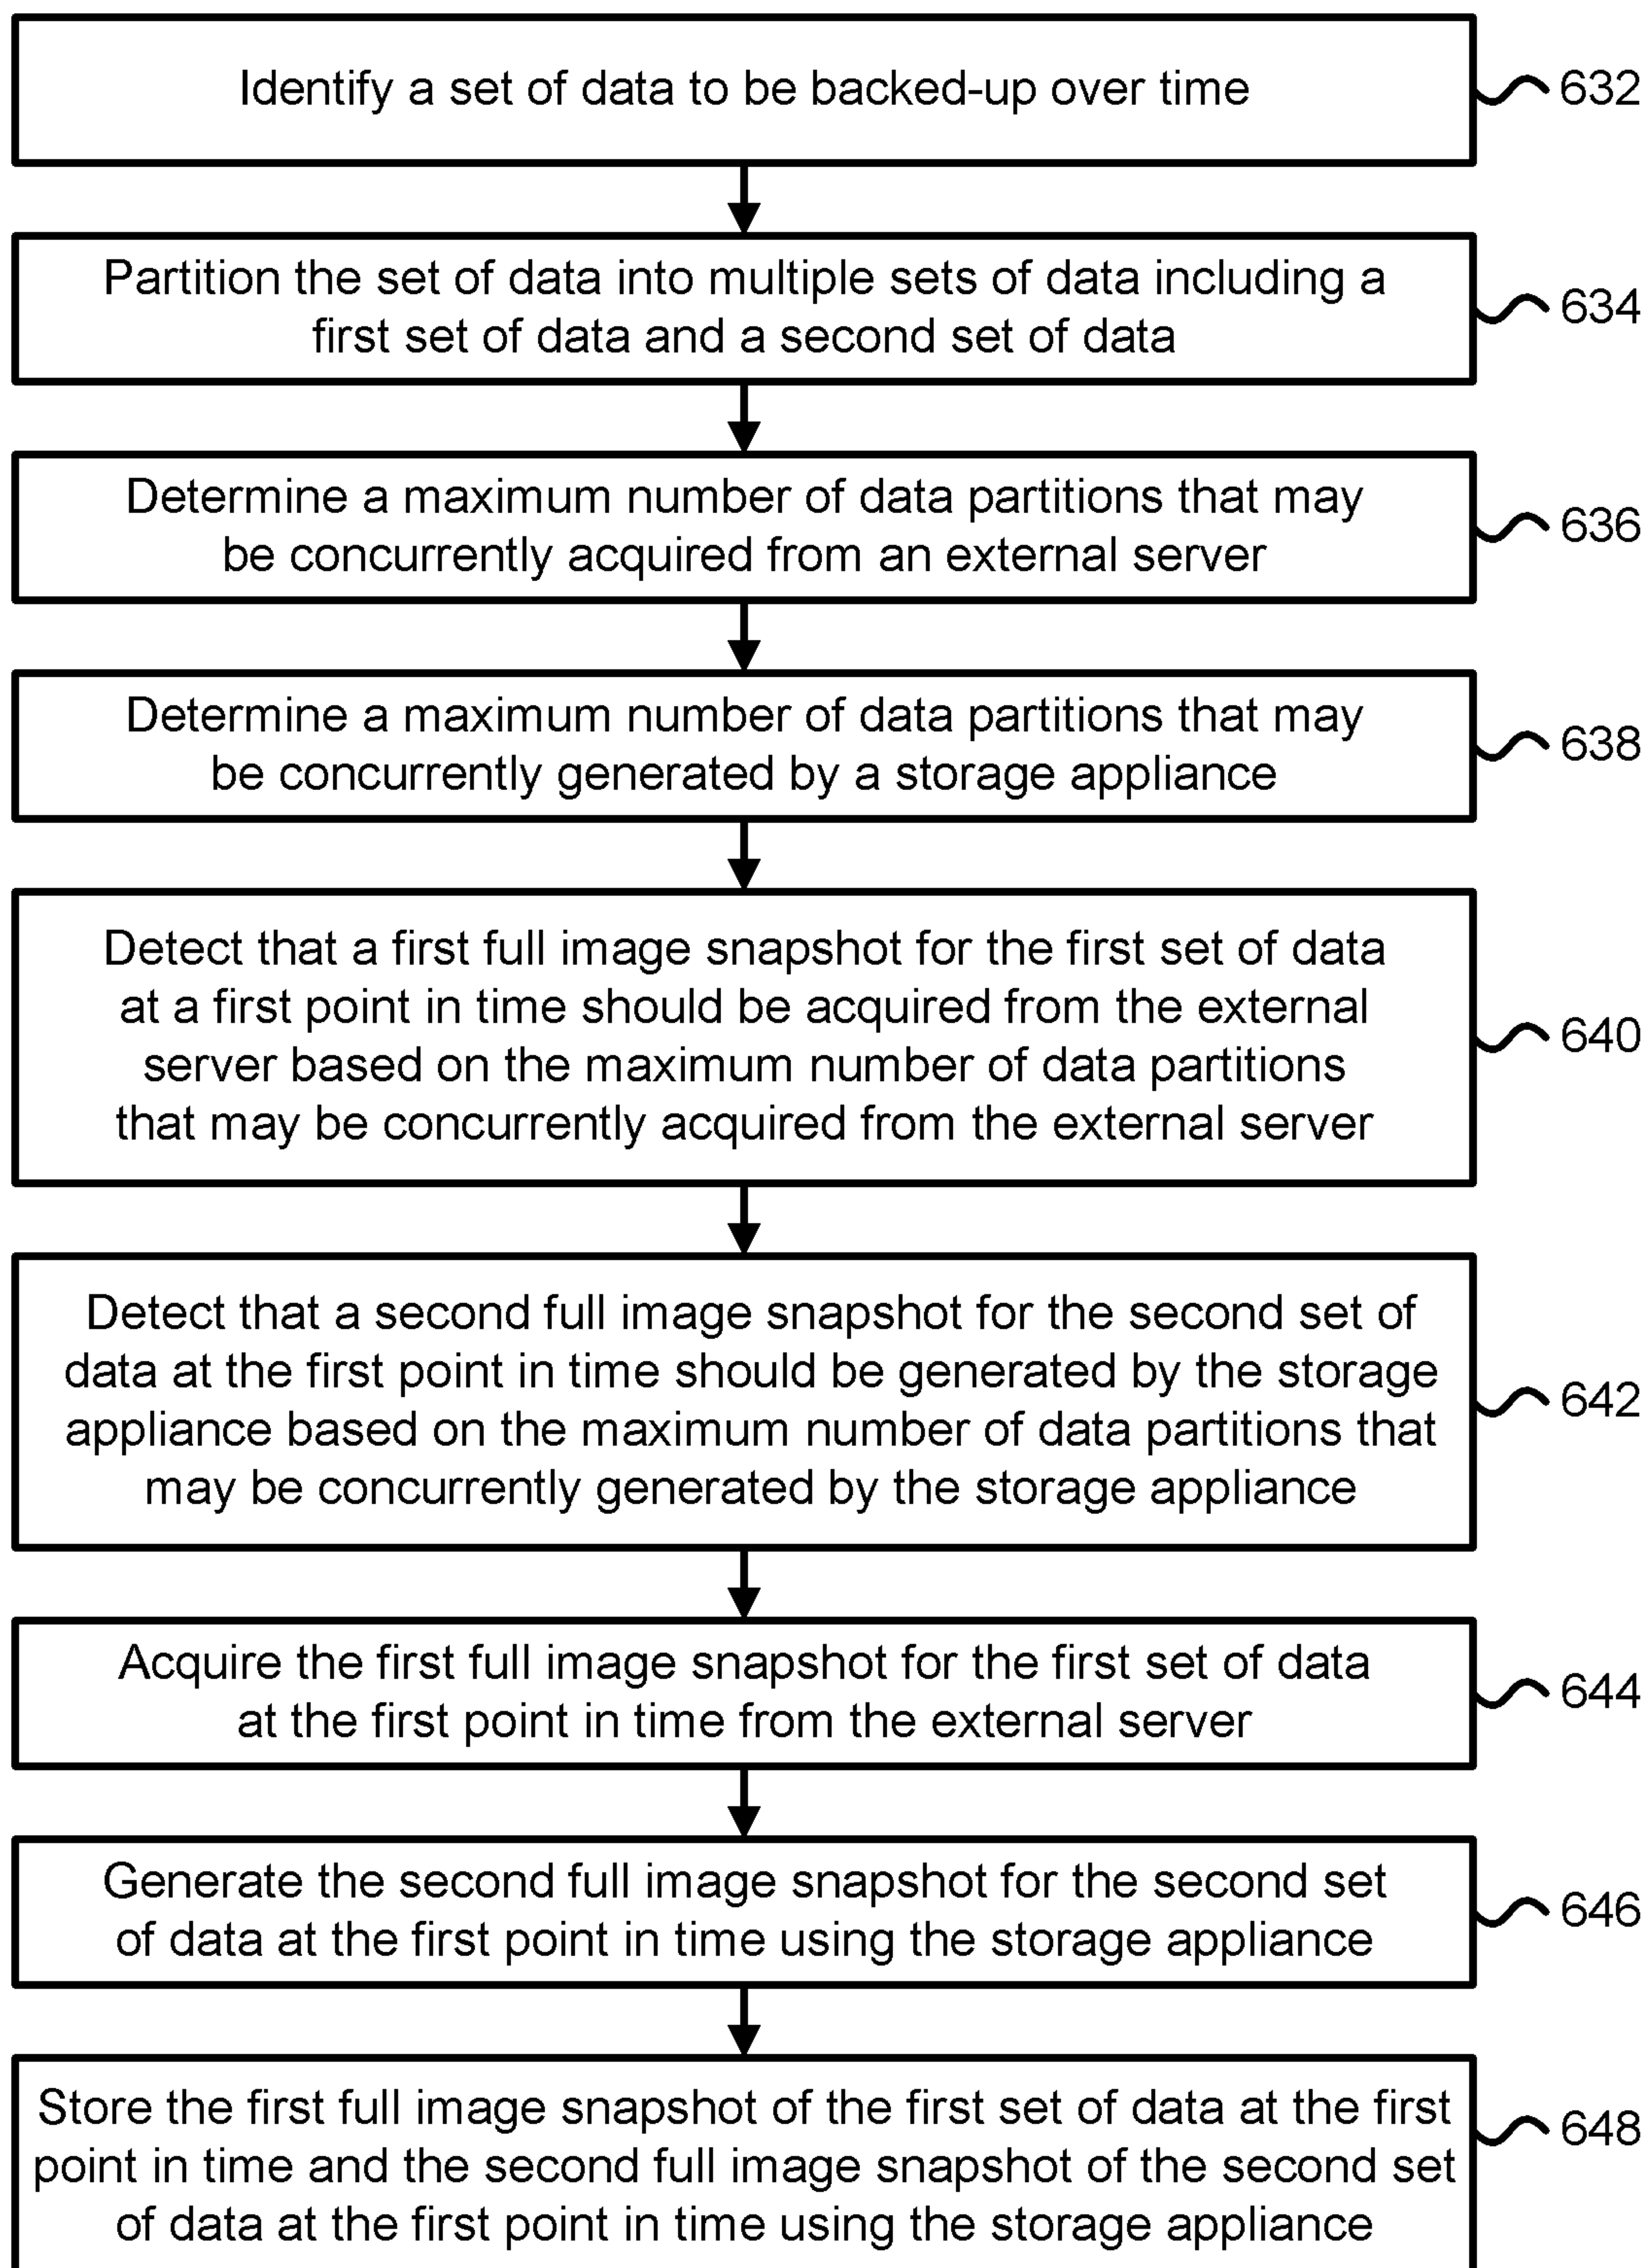 Identify a set of data to be backed-up over time
632
Partition the set of data into multiple sets of data including a
first set of data and a second set of data
634
Determine a maximum number of data partitions that may
be concurrently acquired from an external server
636
Determine a maximum number of data partitions that may
be concurrently generated by a storage appliance
638
Detect that a first full image snapshot for the first set of data
at a first point in time should be acquired from the external
server based on the maximum number of data partitions
that may be concurrently acquired from the external server
640
Detect that a second full image snapshot for the second set of
data at the first point in time should be generated by the storage
appliance based on the maximum number of data partitions that
may be concurrently generated by the storage appliance
642
Acquire the first full image snapshot for the first set of data
at the first point in time from the external server
644
Generate the second full image snapshot for the second set
of data at the first point in time using the storage appliance
646
Store the first full image snapshot of the first set of data at the first
point in time and the second full image snapshot of the second set
of data at the first point in time using the storage appliance
648